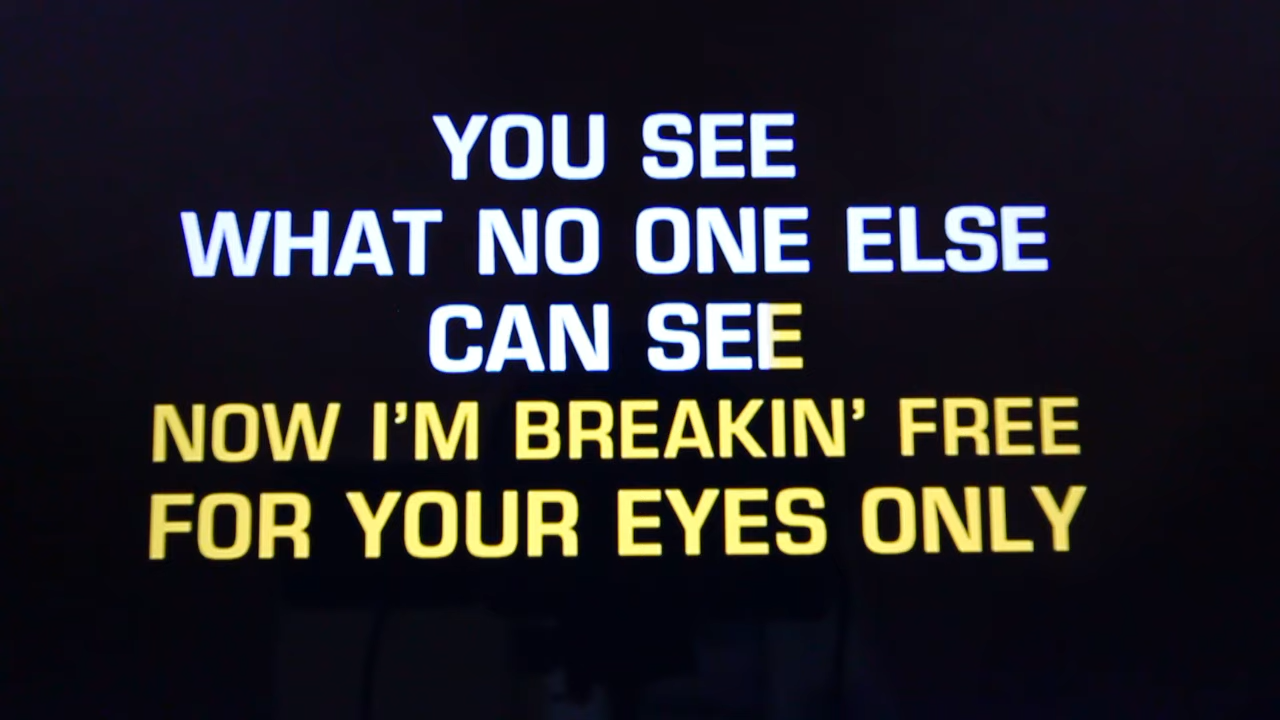 YOU SEE
WHAT NO ONE ELSE
CAN SEE
NOW I'M BREAKIN' FREE
FOR YOUR EYES ONLY